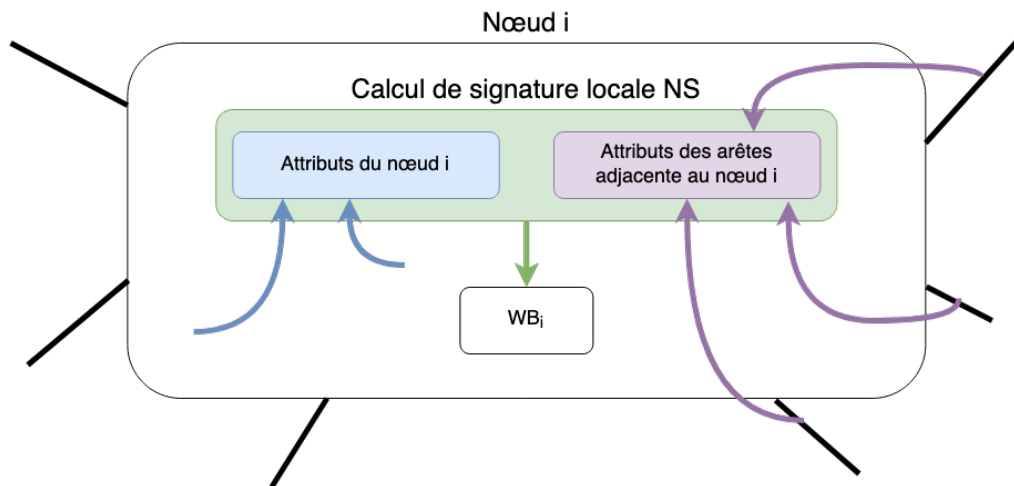 Nœud i
Calcul de signature locale NS
Attributs du nœud i
Attributs des arêtes
adjacente au nœud i
WBi